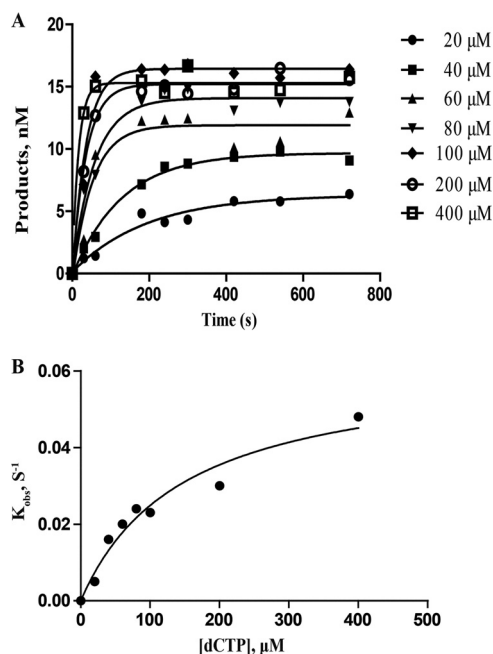 A
20
15
10
5
0
Products, nM
0 200 400 600 800
Time (s)
20 µM
40 µM
60 µM
80 µM
100 µM
200 µM
400 µM
B
0.06
0.04
0.02
0.00
Kobs, S-1
0 100 200 300 400 500
[dCTP], µM